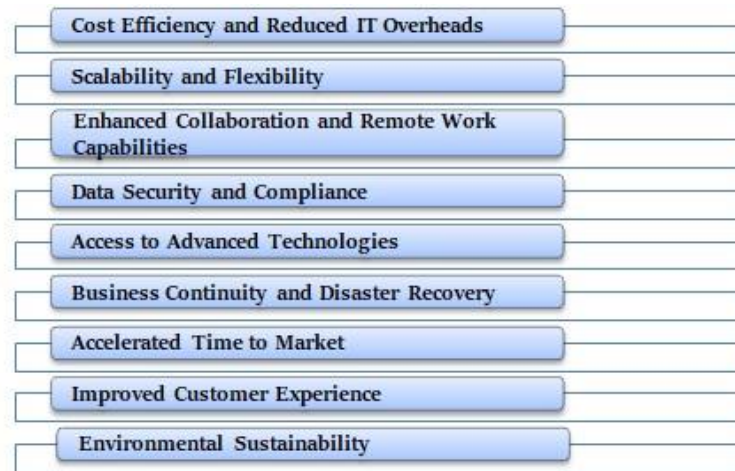 Cost Efficiency and Reduced IT Overheads
Scalability and Flexibility
Enhanced Collaboration and Remote Work
Capabilities
Data Security and Compliance
Access to Advanced Technologies
Business Continuity and Disaster Recovery
Accelerated Time to Market
Improved Customer Experience
Environmental Sustainability